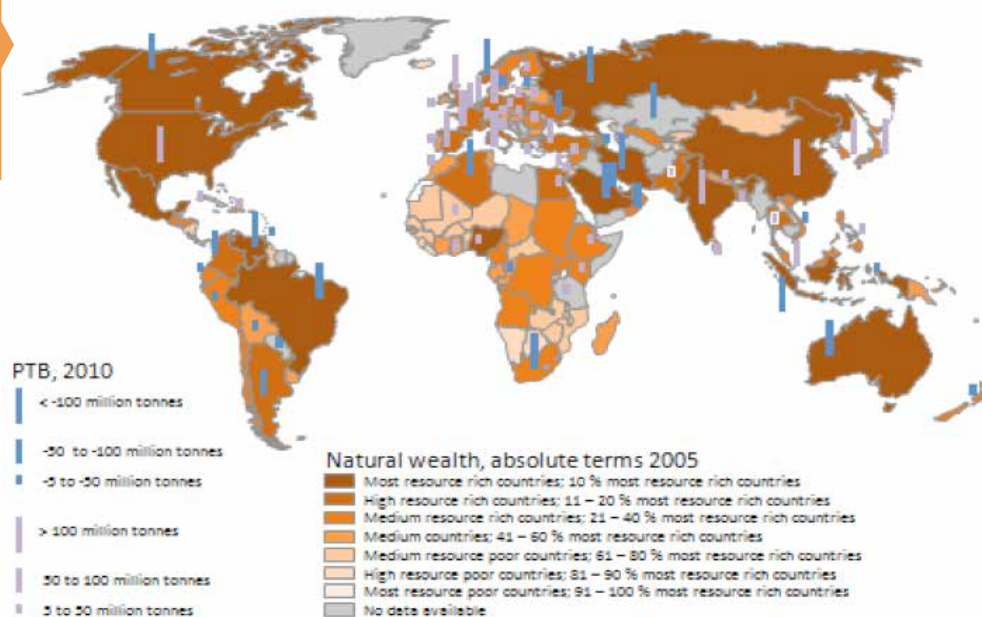 PTB, 2010
< -100 million tonnes
-50 to -100 million tonnes
-5 to -50 million tonnes
> 100 million tonnes
50 to 100 million tonnes
5 to 50 million tonnes
Natural wealth, absolute terms 2005
Most resource rich countries; 10 % most resource rich countries
High resource rich countries; 11 – 20 % most resource rich countries
Medium resource rich countries; 21 – 40 % most resource rich countries
Medium countries; 41 – 60 % most resource rich countries
Medium resource poor countries; 61 – 80 % most resource rich countries
High resource poor countries; 81 – 90 % most resource rich countries
Most resource poor countries; 91 – 100 % most resource rich countries
No data available